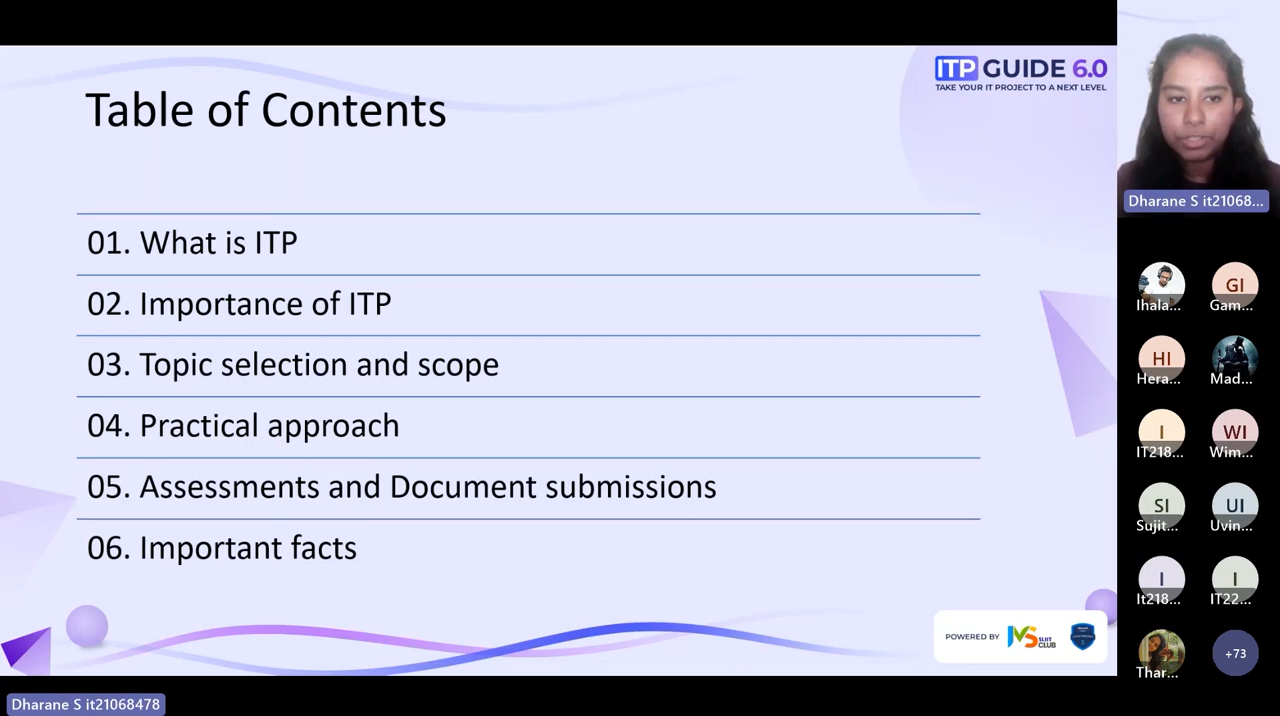 ITP GUIDE 6.0
TAKE YOUR IT PROJECT TO A NEXT LEVEL
Table of Contents
01. What is ITP
02. Importance of ITP
03. Topic selection and scope
04. Practical approach
05. Assessments and Document submissions
06. Important facts
POWERED BY
MS SLIIT CLUB
Dharane S it21068478
Dharane S it21068...
Ihala...
GI
Gam...
HI
Hera...
Mad...
I
IT218...
WI
Wim...
SI
Sujit...
UI
Uvin...
I
It218...
I
IT22...
Thar...
+73